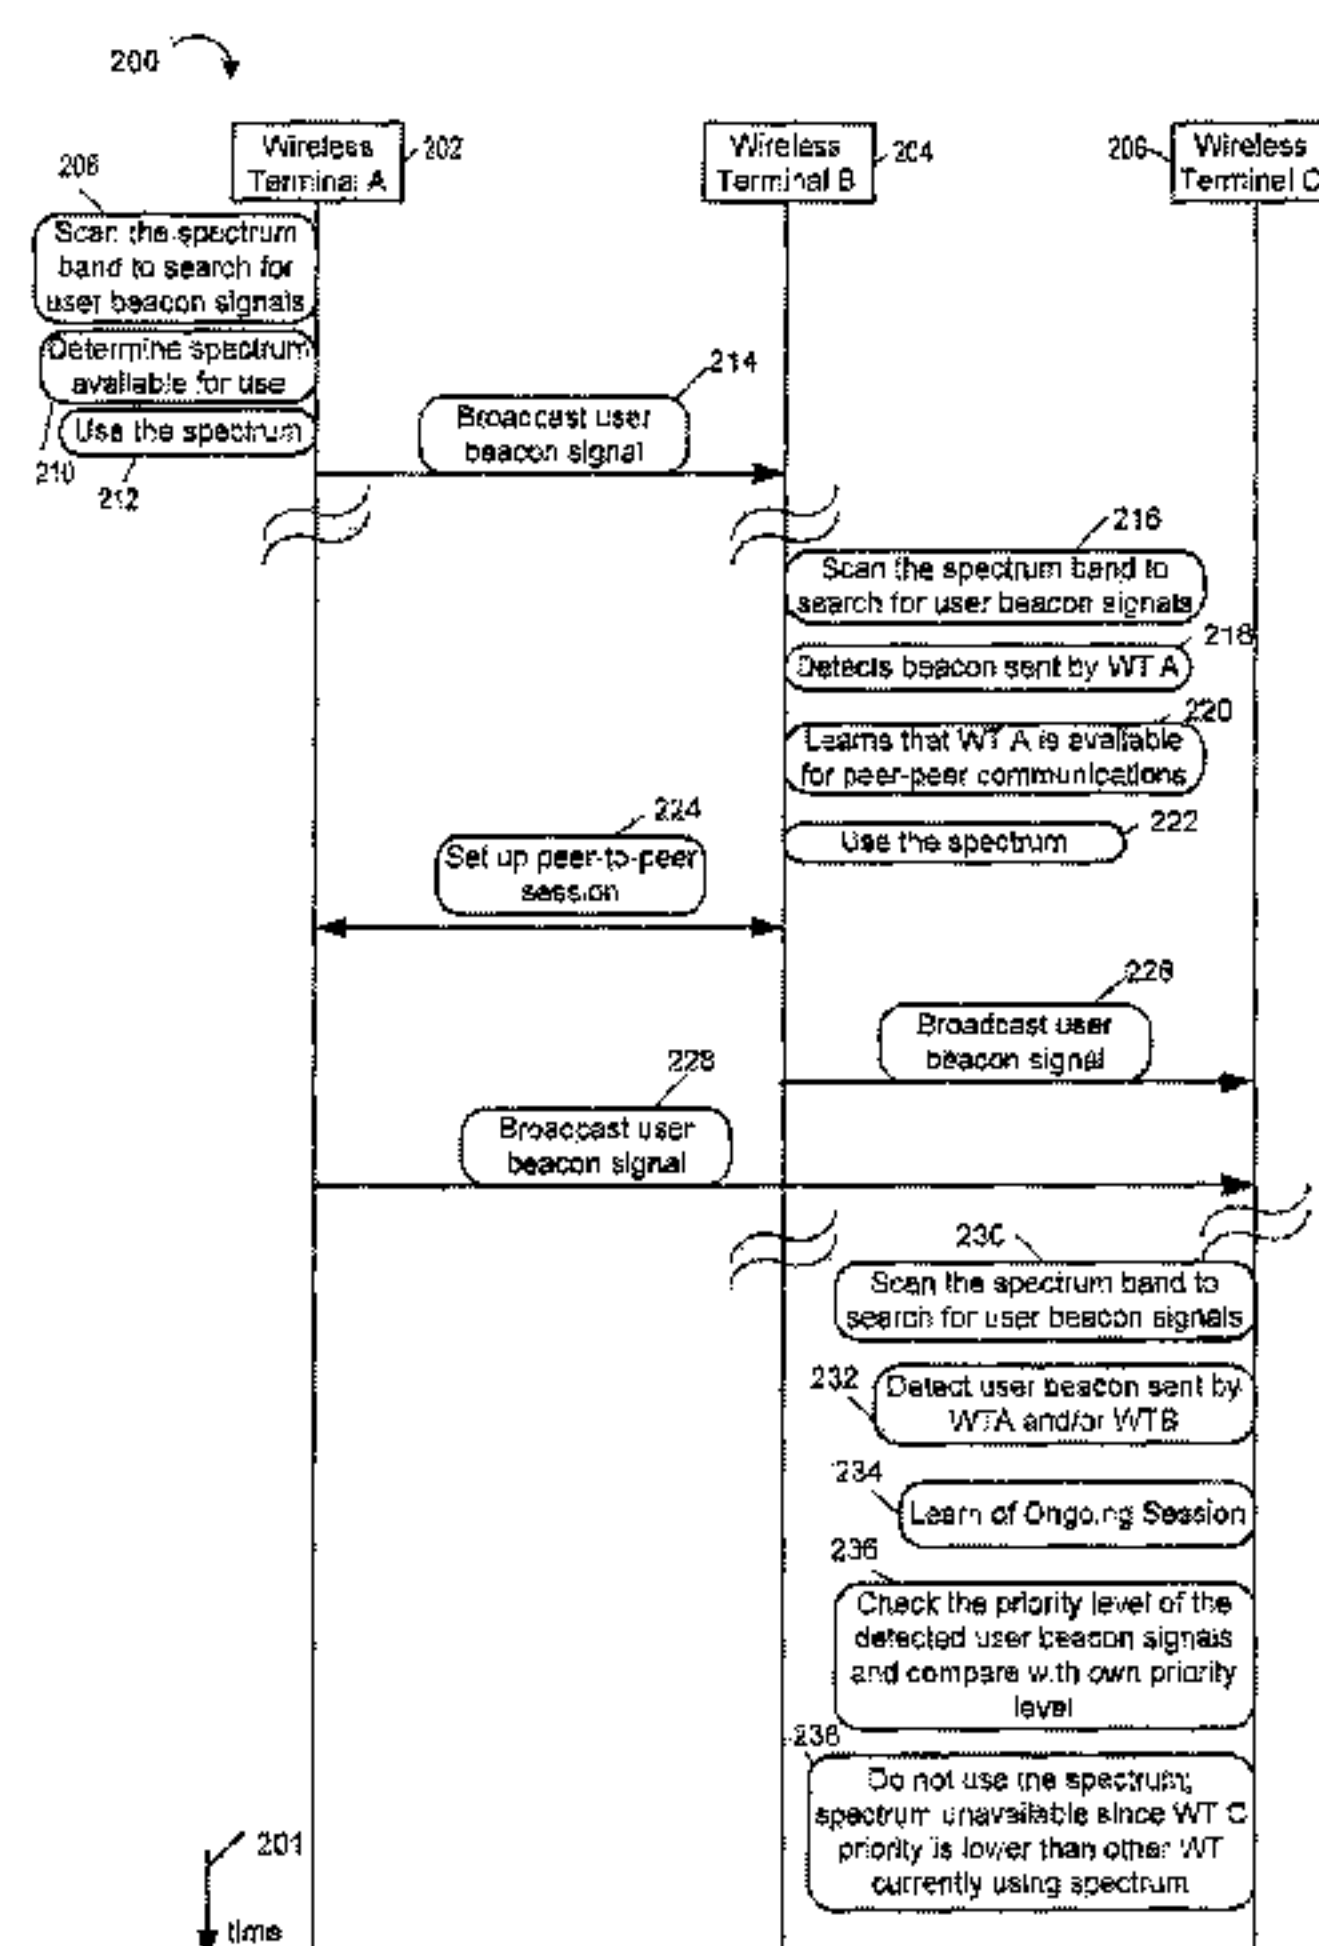 200
Wireless
Terminal A
202
Wireless
Terminal B
204
206
Wireless
Terminal C
208
Scan the spectrum
band to search for
user beacon signals
Determine spectrum
available for use
Use the spectrum
210
212
214
Broadcast user
beacon signal
216
Scan the spectrum band to
search for user beacon signals
218
Detects beacon sent by WT A
220
Learns that WT A is available
for peer-peer communications
222
Use the spectrum
224
Set up peer-to-peer
session
226
Broadcast user
beacon signal
228
Broadcast user
beacon signal
230
Scan the spectrum band to
search for user beacon signals
232
Detect user beacon sent by
WTA and/or WTB
234
Learn of Ongoing Session
236
Check the priority level of the
detected user beacon signals
and compare with own priority
level
238
Do not use the spectrum;
spectrum unavailable since WT C
priority is lower than other WT
currently using spectrum
201
time